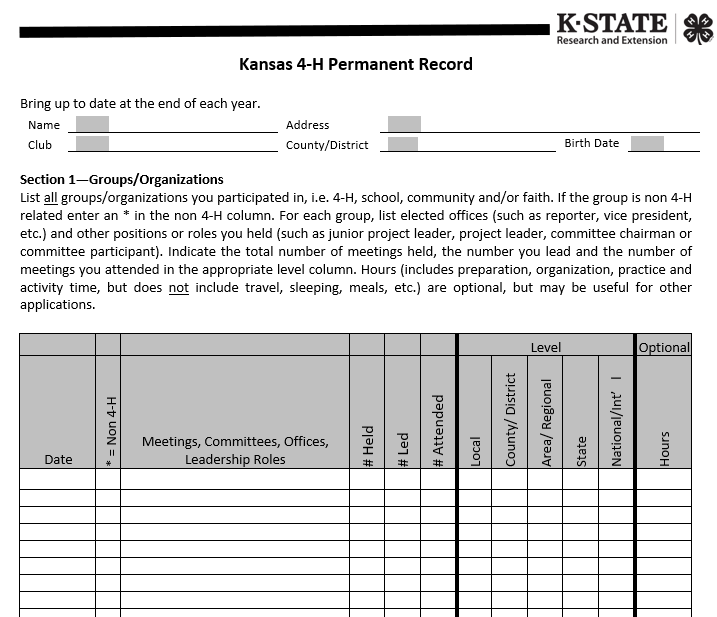 K-STATE
Research and Extension
Kansas 4-H Permanent Record
Bring up to date at the end of each year.
Name Address
Club County/District Birth Date
Section 1—Groups/Organizations
List all groups/organizations you participated in, i.e. 4-H, school, community and/or faith. If the group is non 4-H
related enter an * in the non 4-H column. For each group, list elected offices (such as reporter, vice president,
etc.) and other positions or roles you held (such as junior project leader, project leader, committee chairman or
committee participant). Indicate the total number of meetings held, the number you lead and the number of
meetings you attended in the appropriate level column. Hours (includes preparation, organization, practice and
activity time, but does not include travel, sleeping, meals, etc.) are optional, but may be useful for other
applications.
Level Optional
Date
* = Non 4-H
Meetings, Committees, Offices,
Leadership Roles
# Held
# Led
# Attended
Local
County/ District
Area/ Regional
State
National/Int' l
Hours